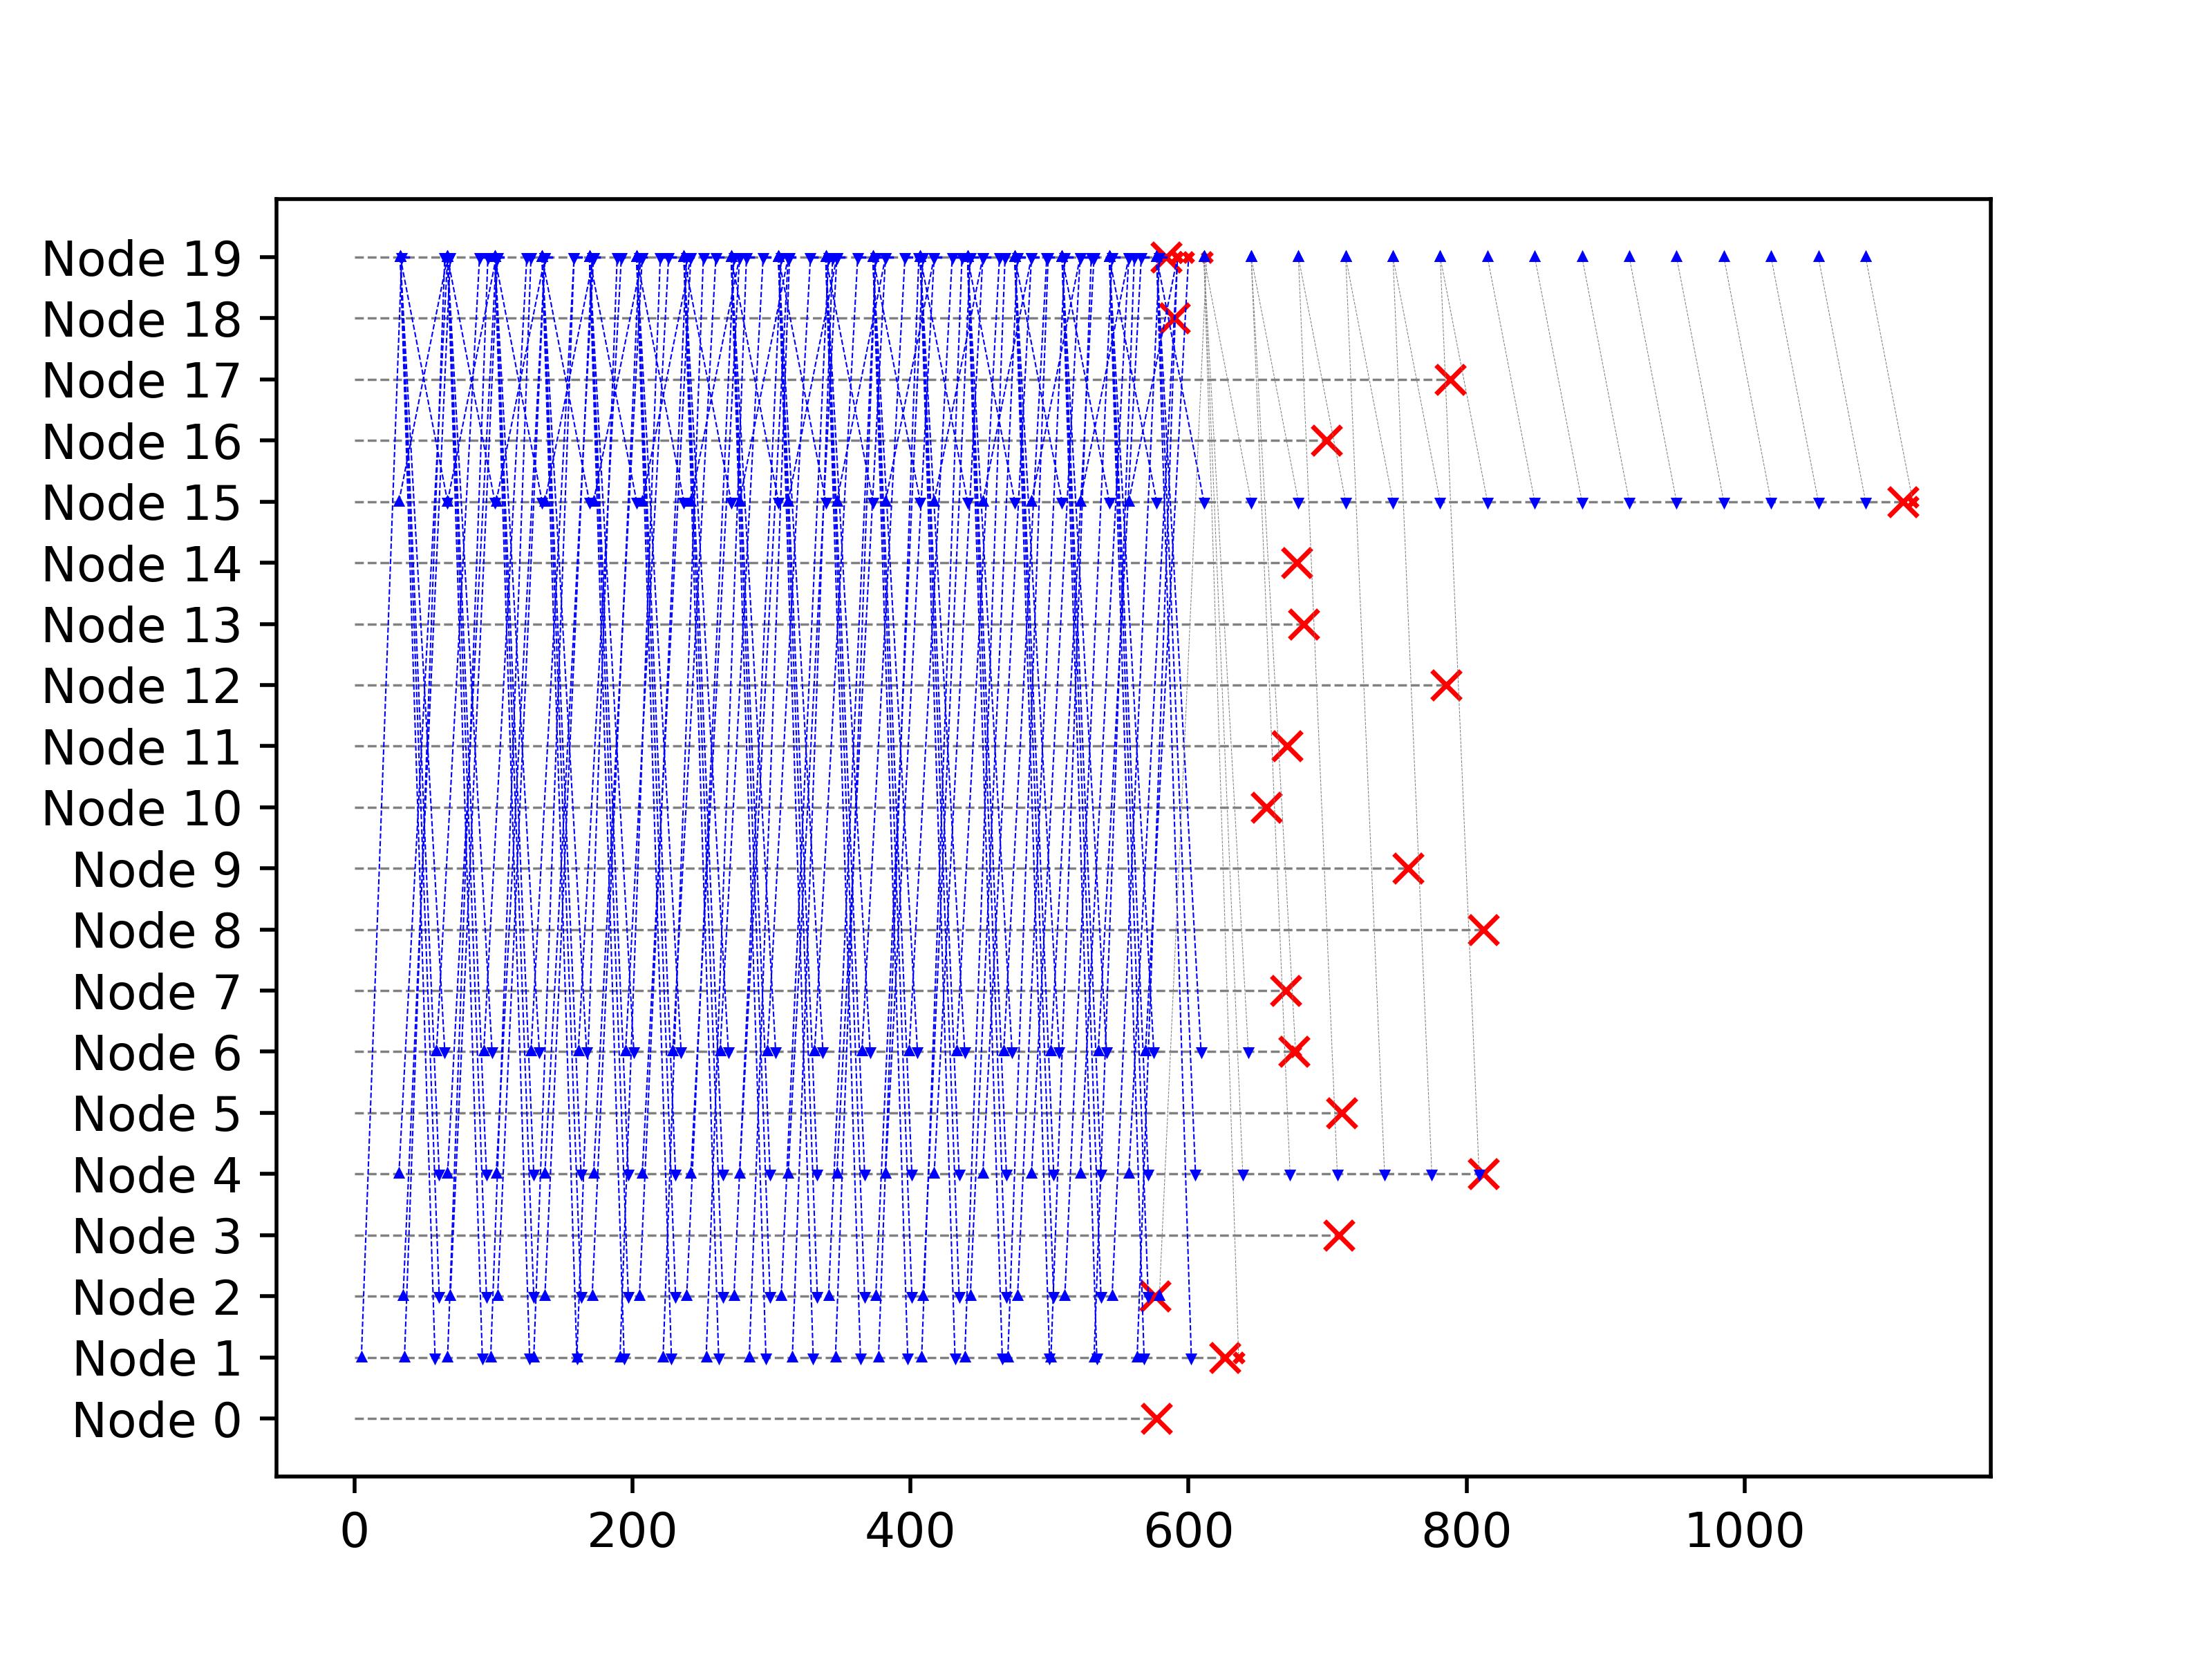 Node 19
Node 18
Node 17
Node 16
Node 15
Node 14
Node 13
Node 12
Node 11
Node 10
Node 9
Node 8
Node 7
Node 6
Node 5
Node 4
Node 3
Node 2
Node 1
Node 0
0 200 400 600 800 1000